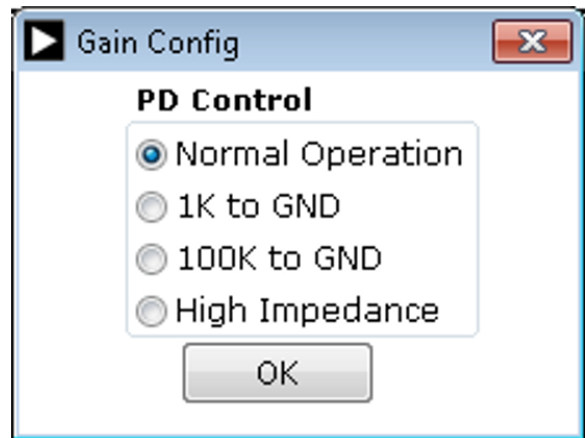 Gain Config
PD Control
Normal Operation
1K to GND
100K to GND
High Impedance
OK